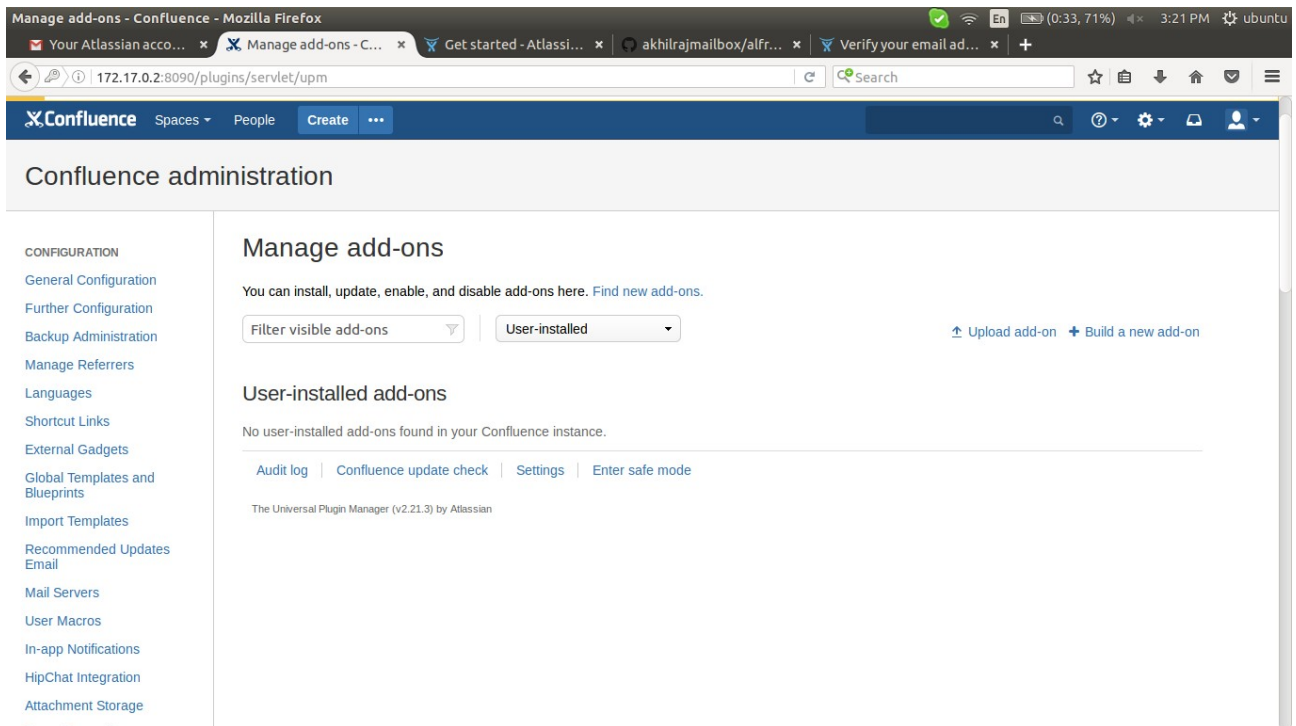 Manage add-ons - Confluence - Mozilla Firefox
En (0:33, 71%) 3:21 PM ubuntu
Your Atlassian acco... × Manage add-ons - C... × Get started - Atlassi... × akhilrajmailbox/alfr... × Verify your email ad... × +
172.17.0.2:8090/plugins/servlet/upm Search
Confluence Spaces People Create •••
Confluence administration
CONFIGURATION
General Configuration
Further Configuration
Backup Administration
Manage Referrers
Languages
Shortcut Links
External Gadgets
Global Templates and
Blueprints
Import Templates
Recommended Updates
Email
Mail Servers
User Macros
In-app Notifications
HipChat Integration
Attachment Storage
Manage add-ons
You can install, update, enable, and disable add-ons here. Find new add-ons.
Filter visible add-ons User-installed Upload add-on Build a new add-on
User-installed add-ons
No user-installed add-ons found in your Confluence instance.
Audit log Confluence update check Settings Enter safe mode
The Universal Plugin Manager (v2.21.3) by Atlassian